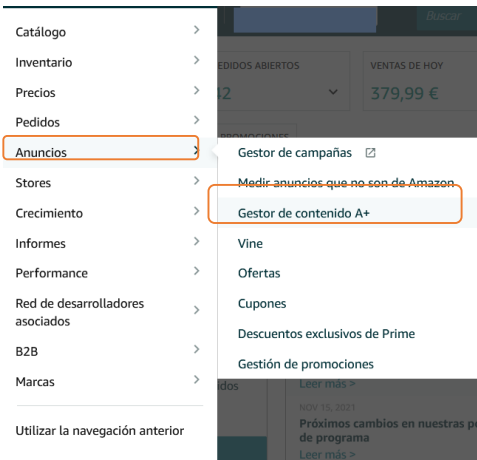 Buscar
Catálogo
Inventario
Precios
Pedidos
Anuncios
Stores
Crecimiento
Informes
Performance
Red de desarrolladores
asociados
B2B
Marcas
Utilizar la navegación anterior
EDIDOS ABIERTOS
42
VENTAS DE HOY
379,99 €
PROMOCIONES
Gestor de campañas
Medir anuncios que no son de Amazon
Gestor de contenido A+
Vine
Ofertas
Cupones
Descuentos exclusivos de Prime
Gestión de promociones
idos
Leer más >
NOV 15, 2021
Próximos cambios en nuestras
de programa
Leer más >